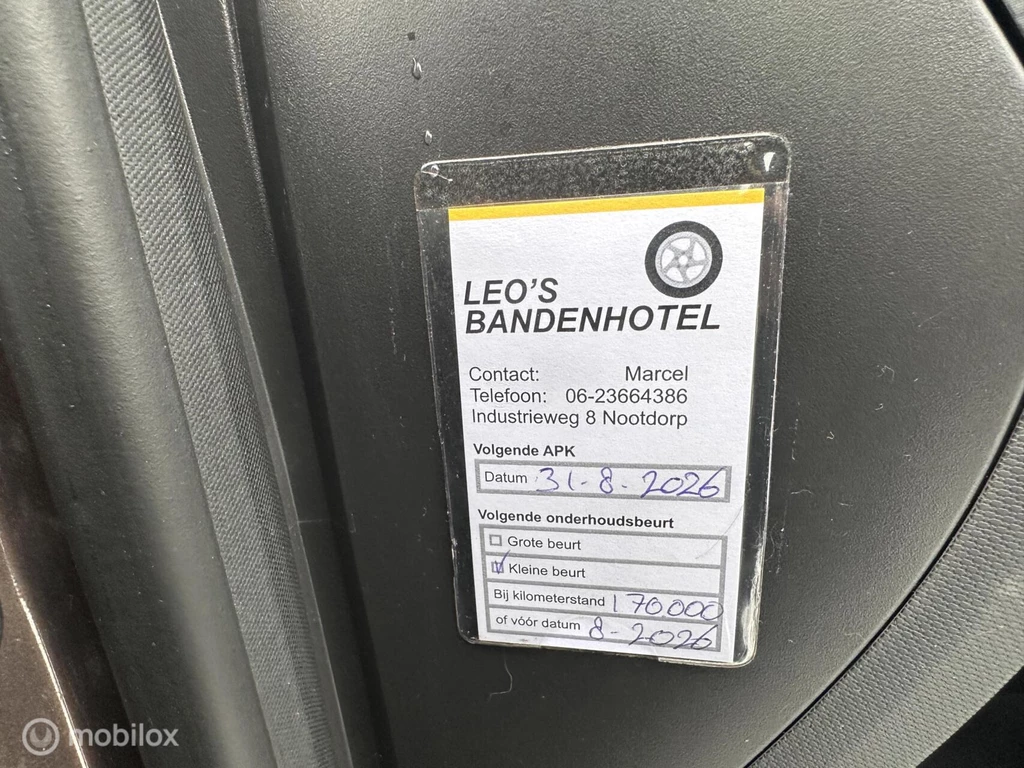 LEO'S
BANDENHOTEL
Contact: Marcel
Telefoon: 06-23664386
Industrieweg 8 Nootdorp
Volgende APK
Datum 31-8-2026
Volgende onderhoudsbeurt
Grote beurt
Kleine beurt
Bij kilometerstand 170000
of vóór datum 8-2026
mobilox